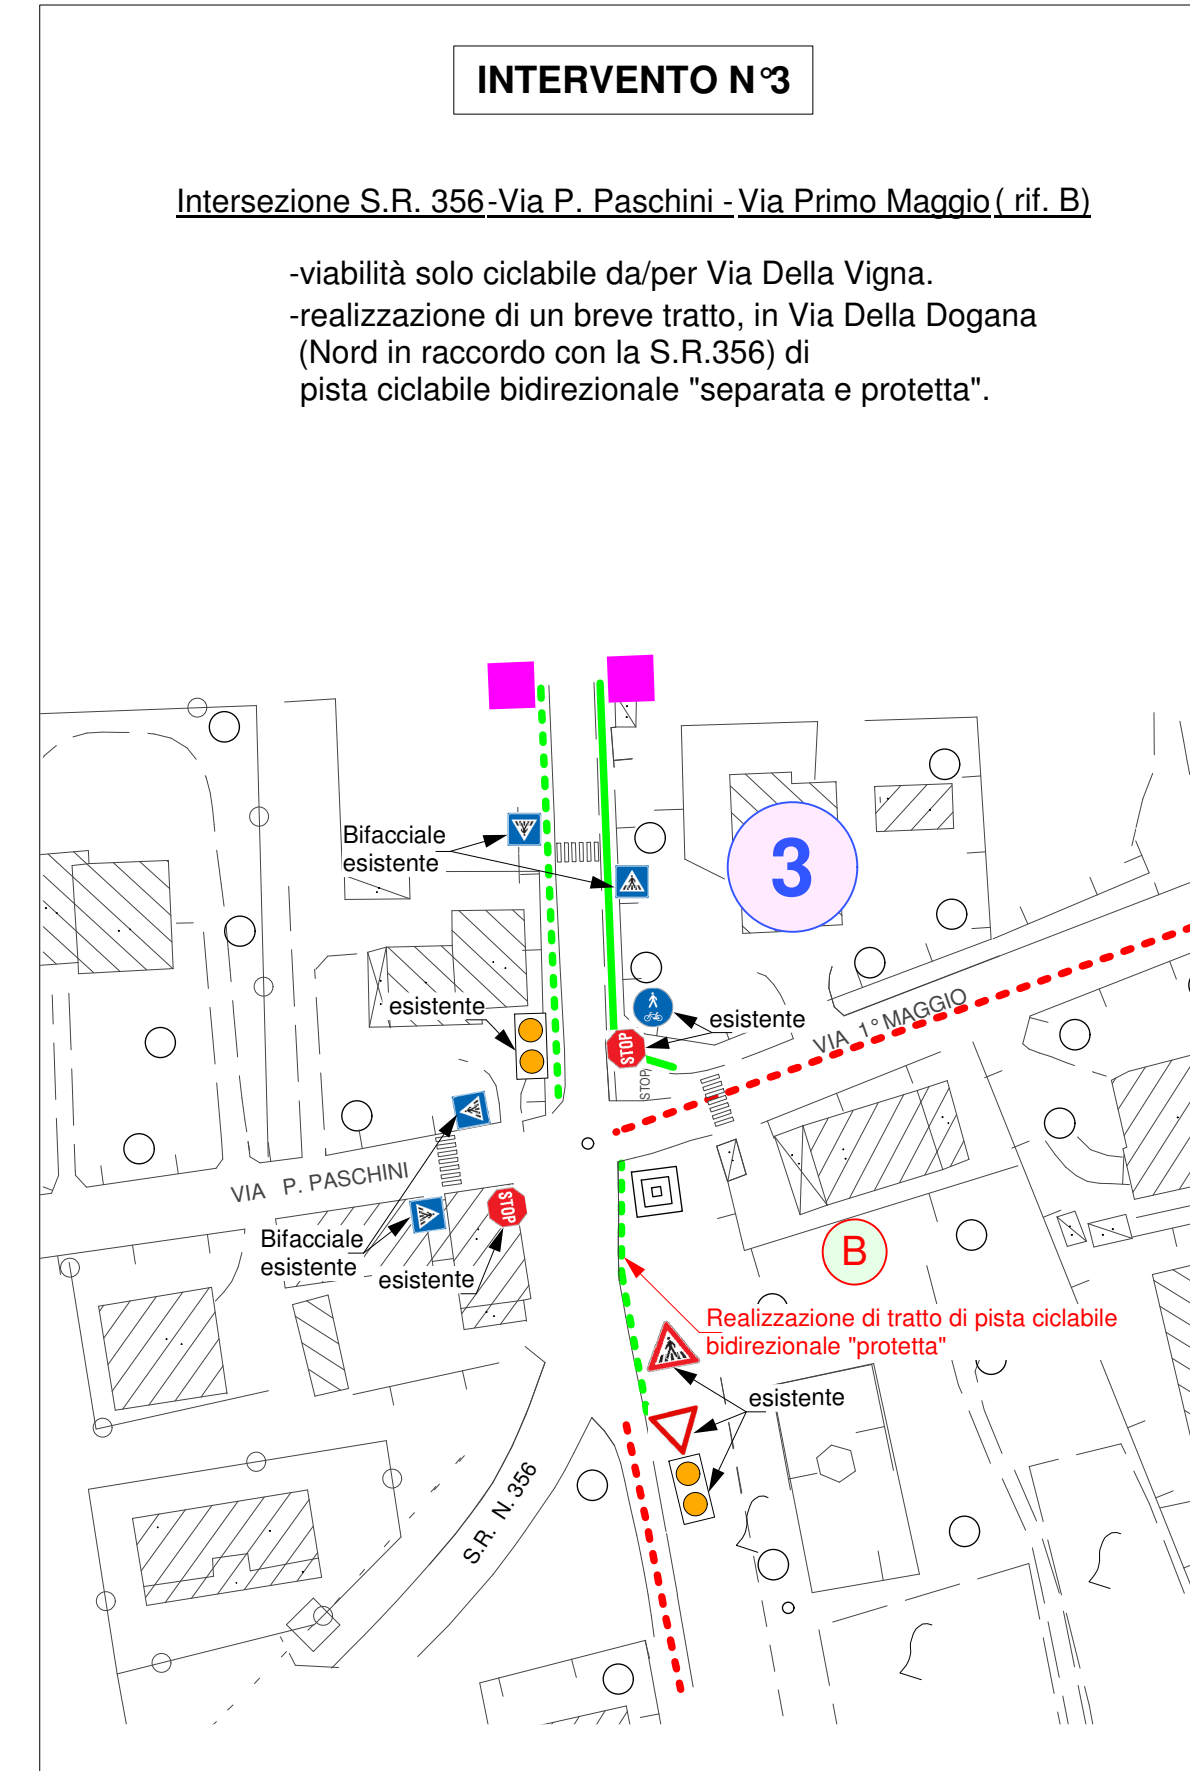 INTERVENTO N°3
Intersezione S.R. 356-Via P. Paschini - Via Primo Maggio ( rif. B)
-viabilità solo ciclabile da/per Via Della Vigna.
-realizzazione di un breve tratto, in Via Della Dogana
(Nord in raccordo con la S.R.356) di
pista ciclabile bidirezionale "separata e protetta".
Bifacciale
esistente
3
esistente
esistente
STOP
STOP
VIA 1° MAGGIO
VIA P. PASCHINI
STOP
Bifacciale
esistente
esistente
B
Realizzazione di tratto di pista ciclabile
bidirezionale "protetta"
esistente
S.R. N. 356